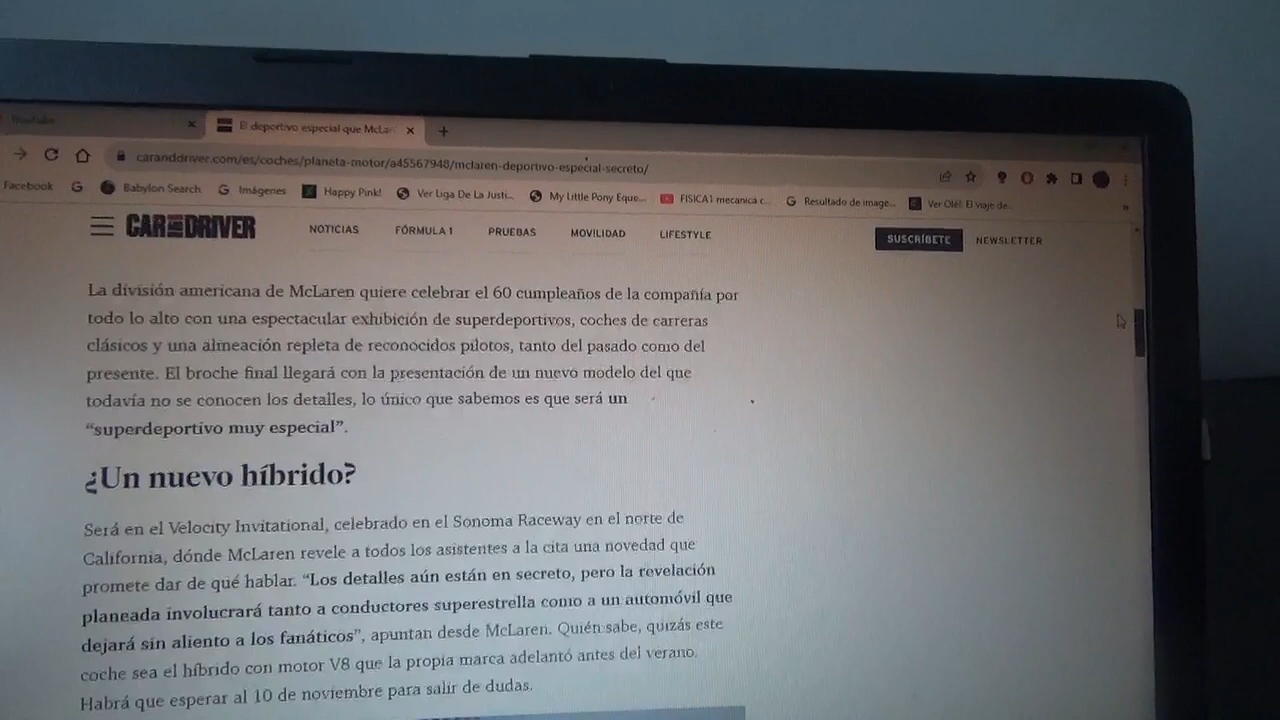 YouTube
El deportivo especial que McLar
caranddriver.com/es/coches/planeta-motor/a45567948/mclaren-deportivo-especial-secreto/
Facebook
Babylon Search
Imágenes
Happy Pink!
Ver Liga De La Justi...
My Little Pony Eque...
FISICA1 mecanica c...
Resultado de image...
Ver Olé!. El viaje de...
CAR AND DRIVER
NOTICIAS
FÓRMULA 1
PRUEBAS
MOVILIDAD
LIFESTYLE
SUSCRÍBETE
NEWSLETTER
La división americana de McLaren quiere celebrar el 60 cumpleaños de la compañía por
todo lo alto con una espectacular exhibición de superdeportivos, coches de carreras
clásicos y una alineación repleta de reconocidos pilotos, tanto del pasado como del
presente. El broche final llegará con la presentación de un nuevo modelo del que
todavía no se conocen los detalles, lo único que sabemos es que será un
“superdeportivo muy especial”.
¿Un nuevo híbrido?
Será en el Velocity Invitational, celebrado en el Sonoma Raceway en el norte de
California, dónde McLaren revele a todos los asistentes a la cita una novedad que
promete dar de qué hablar. “Los detalles aún están en secreto, pero la revelación
planeada involucrará tanto a conductores superestrella como a un automóvil que
dejará sin aliento a los fanáticos”, apuntan desde McLaren. Quién sabe, quizás este
coche sea el híbrido con motor V8 que la propia marca adelantó antes del verano.
Habrá que esperar al 10 de noviembre para salir de dudas.